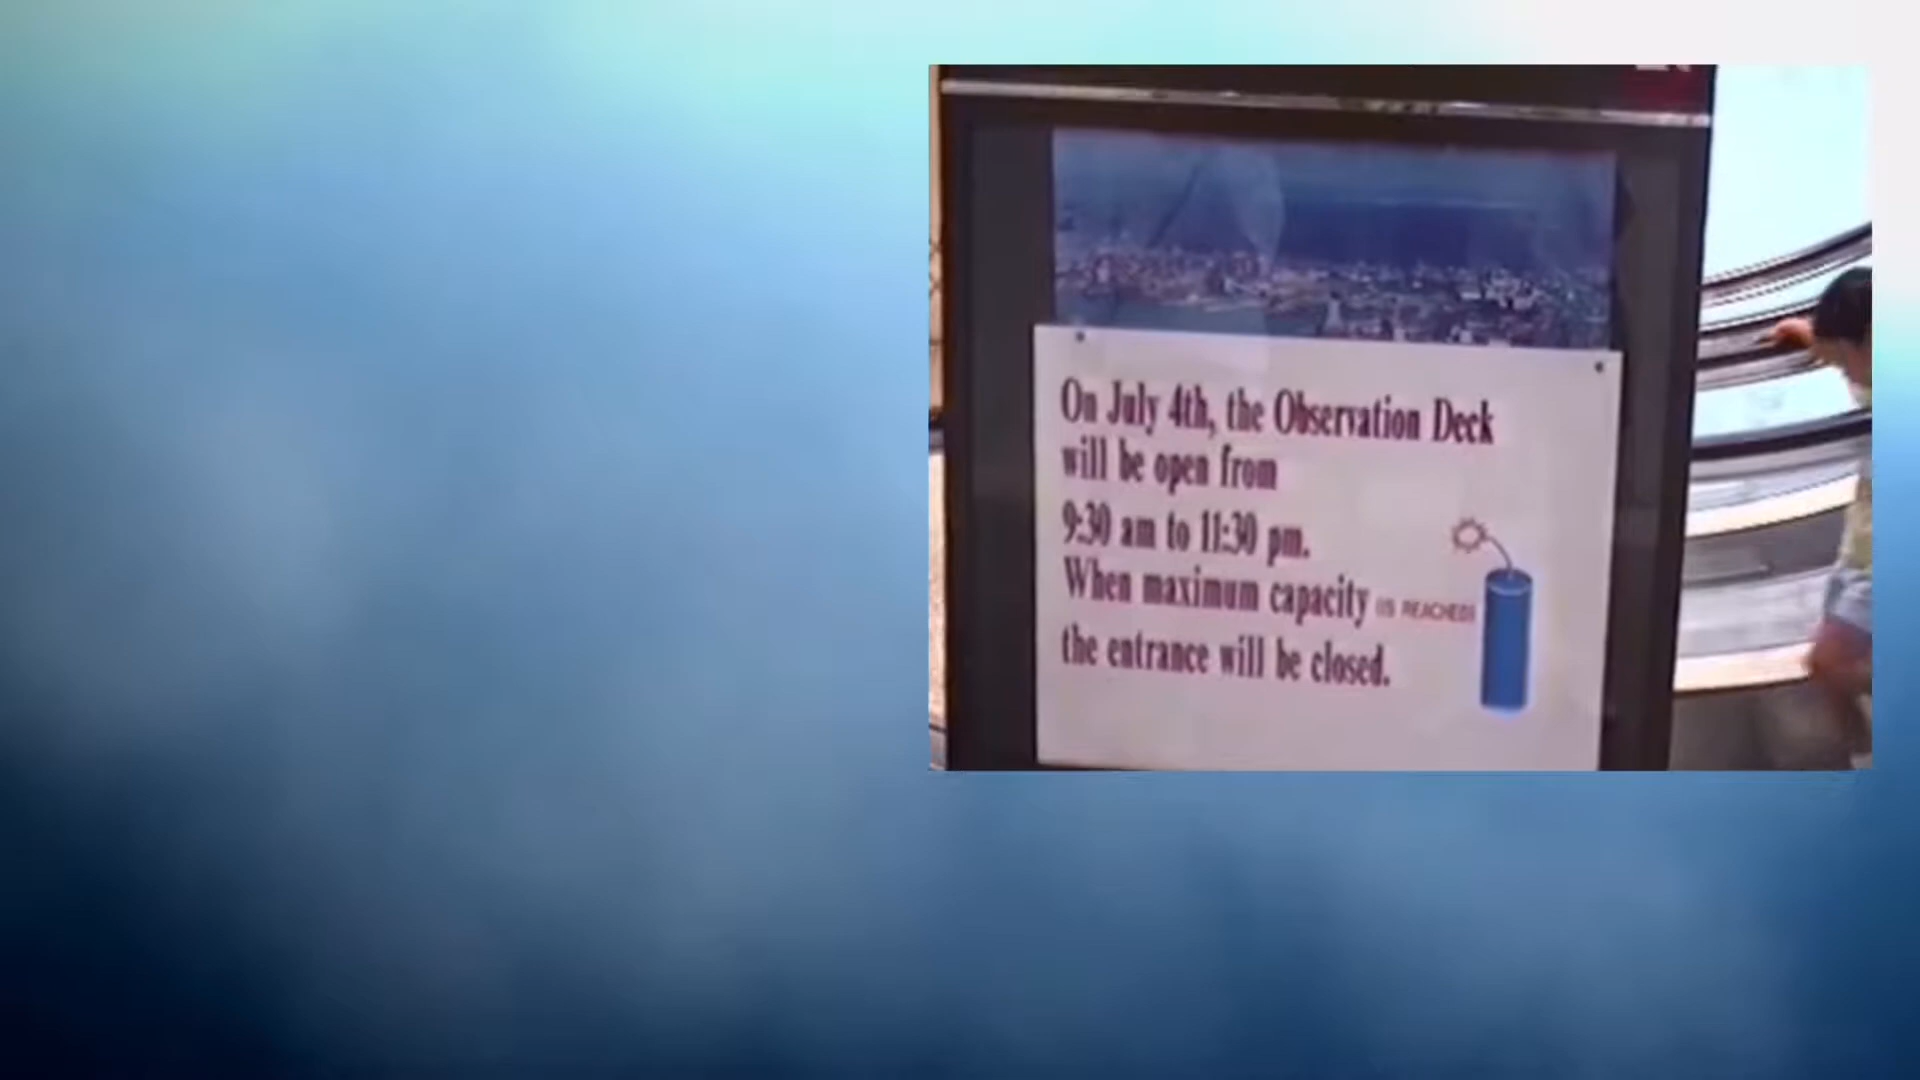 On July 4th, the Observation Deck
will be open from
9:30 am to 11:30 pm.
When maximum capacity (IS REACHED)
the entrance will be closed.